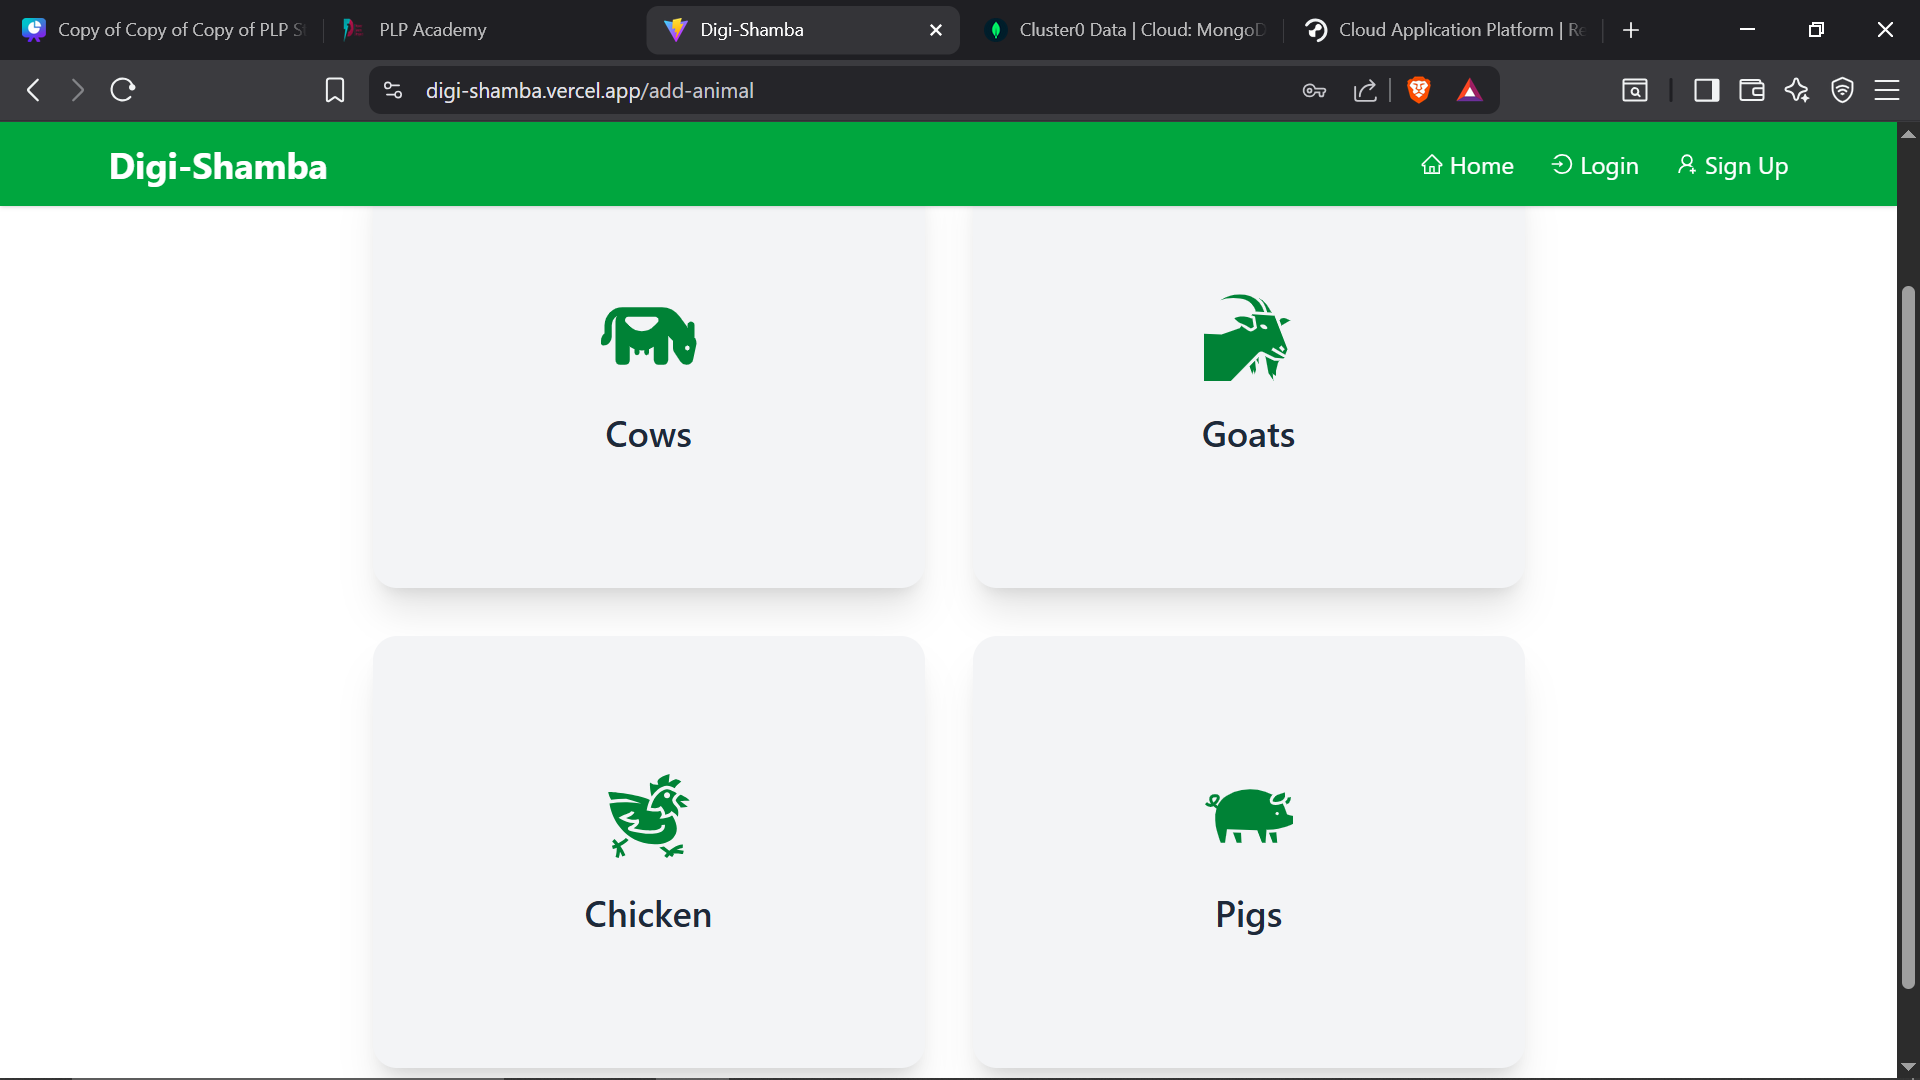 Copy of Copy of Copy of PLP S
PLP Academy
Digi-Shamba
Cluster0 Data | Cloud: MongoD
Cloud Application Platform | Re
digi-shamba.vercel.app/add-animal
Digi-Shamba
Home
Login
Sign Up
Cows
Goats
Chicken
Pigs